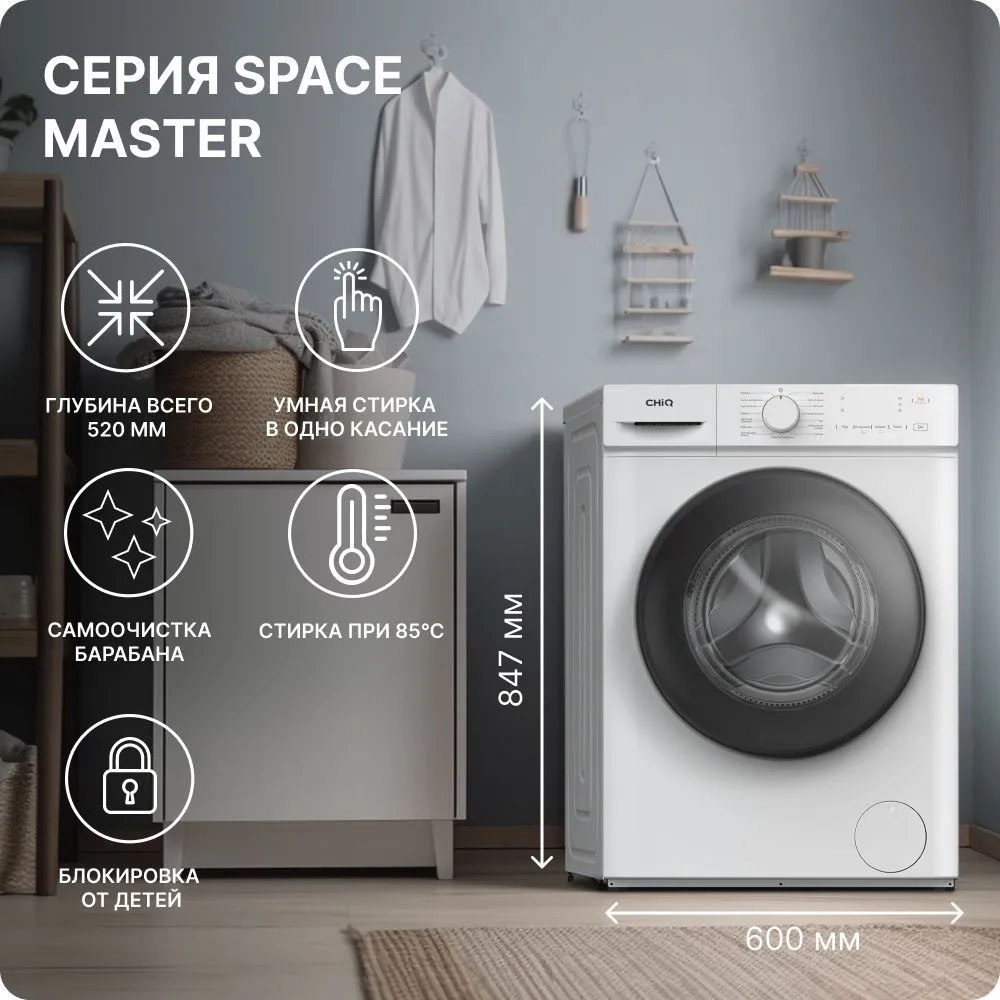 СЕРИЯ SPACE
MASTER
ГЛУБИНА ВСЕГО
520 ММ
УМНАЯ СТИРКА
В ОДНО КАСАНИЕ
САМООЧИСТКА
БАРАБАНА
СТИРКА ПРИ 85°C
БЛОКИРОВКА
ОТ ДЕТЕЙ
CHiQ
847 мм
600 мм